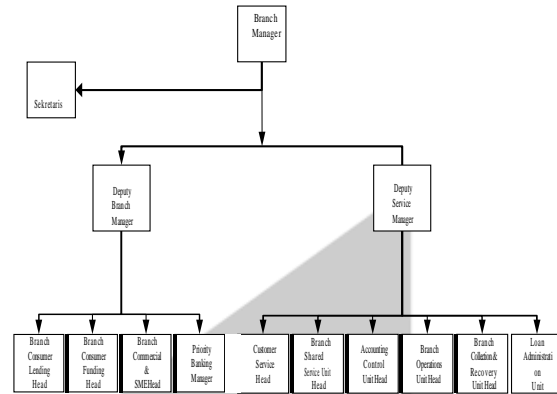 Branch
Manager
Sekretaris
Deputy
Branch
Manager
Deputy
Service
Manager
Branch
Consumer
Lending
Head
Branch
Consumer
Funding
Head
Branch
Commercial
&
SME Head
Priority
Banking
Manager
Customer
Service
Head
Branch
Shared
Service Unit
Head
Accounting
Control
Unit Head
Branch
Operations
Unit Head
Branch
Collection &
Recovery
Unit Head
Loan
Administrati
on
Unit